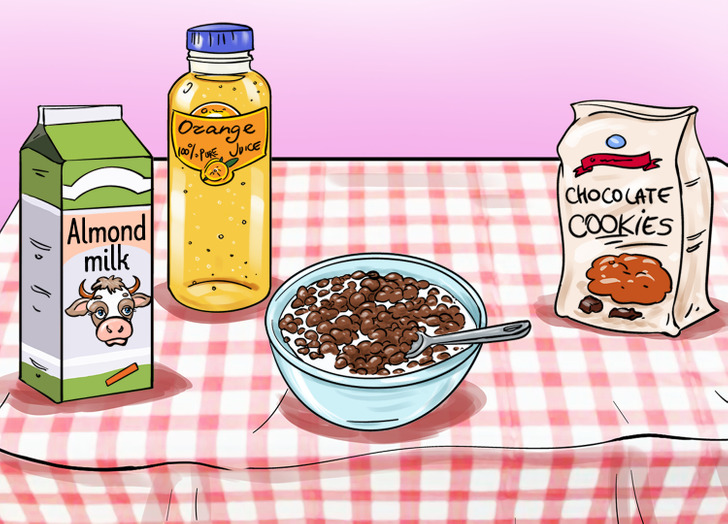 Almond
milk
Orange
100% PURE JUICE
CHOCOLATE
COOKIES